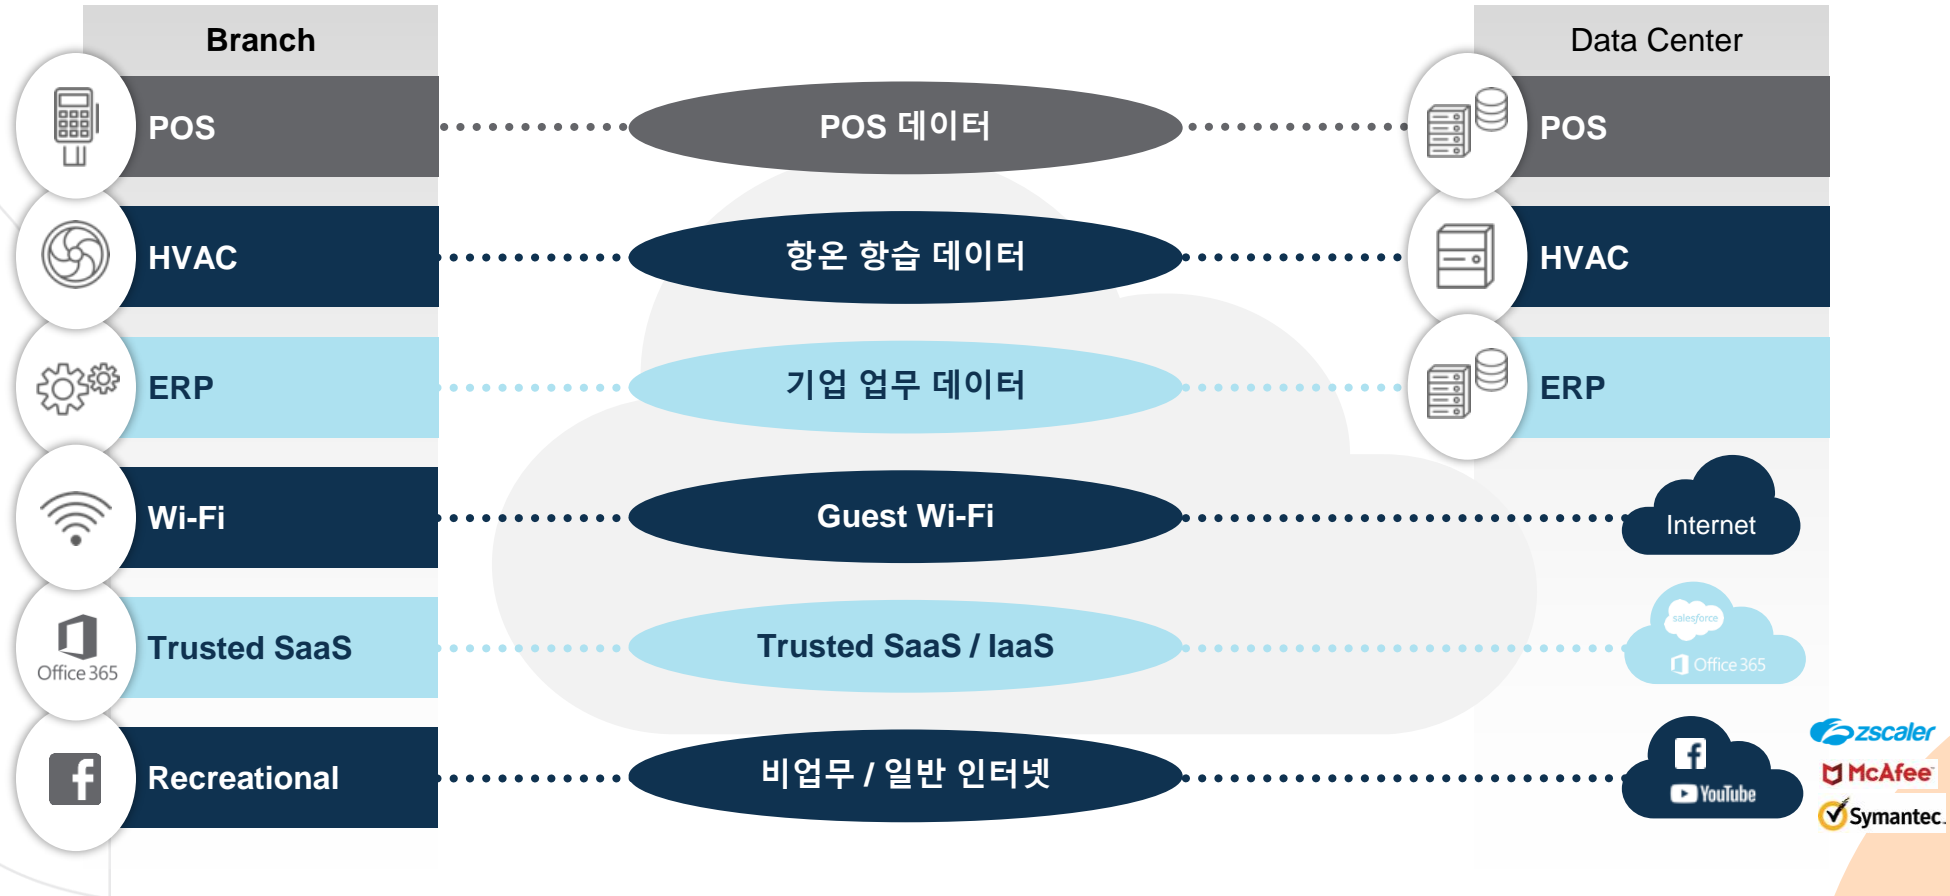 Branch
Data Center
POS
POS 데이터
POS
HVAC
항온 항습 데이터
HVAC
ERP
기업 업무 데이터
ERP
Wi-Fi
Guest Wi-Fi
Internet
Office 365
Trusted SaaS
Trusted SaaS / IaaS
salesforce
Office 365
Recreational
비업무 / 일반 인터넷
YouTube
zscaler
McAfee
Symantec.